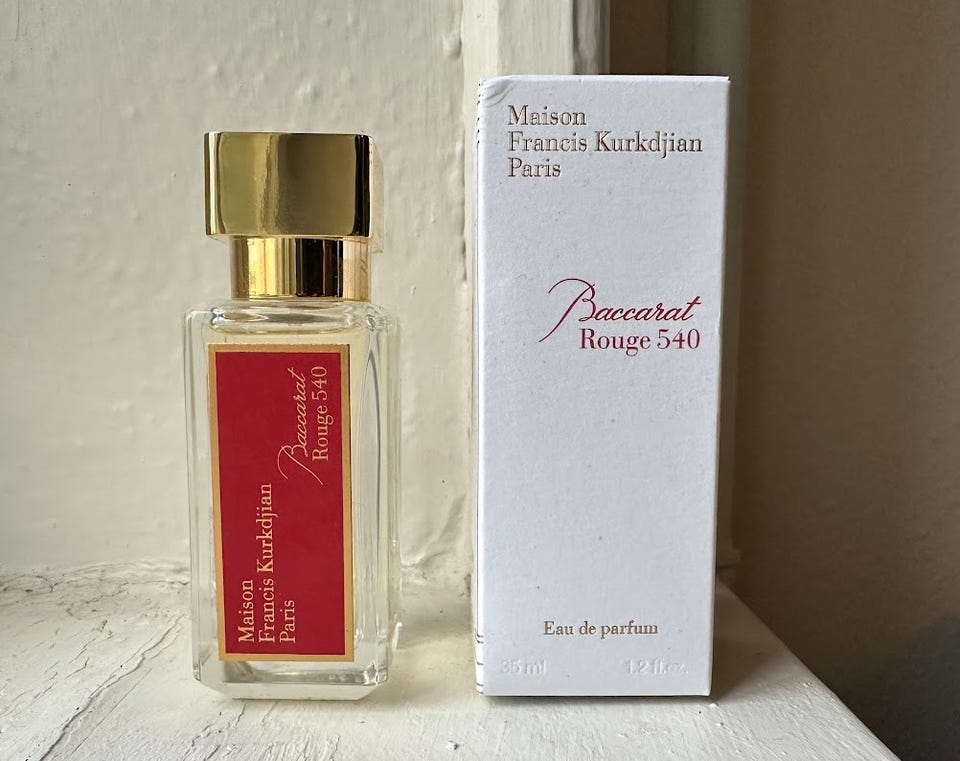 Maison
Francis Kurkdjian
Paris
Baccarat
Rouge 540
Maison
Francis Kurkdjian
Paris
Baccarat
Rouge 540
Eau de parfum
35 ml 1.2 fl.oz.